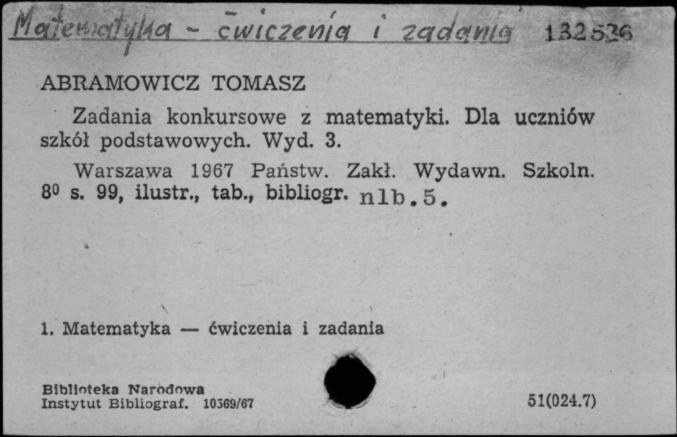 Matematyka - ćwiczenia i zadania 132536
ABRAMOWICZ TOMASZ
Zadania konkursowe z matematyki. Dla uczniów
szkół podstawowych. Wyd. 3.
Warszawa 1967 Państw. Zakł. Wydawn. Szkoln.
8⁰ s. 99, ilustr., tab., bibliogr. nlb.5.
1. Matematyka — ćwiczenia i zadania
Biblioteka Narodowa
Instytut Bibliograf. 10369/67 51(024.7)